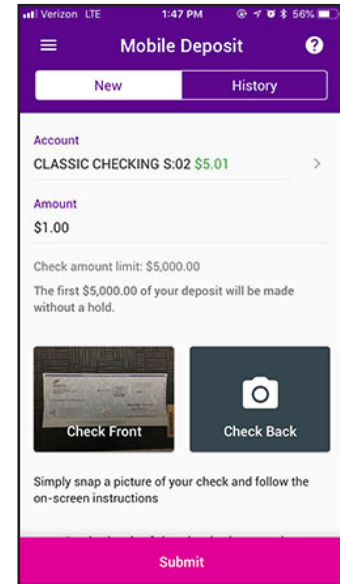 Verizon LTE 1:47 PM 56%
Mobile Deposit ?
New History
Account
CLASSIC CHECKING S:02 $5.01
Amount
$1.00
Check amount limit: $5,000.00
The first $5,000.00 of your deposit will be made
without a hold.
Check Front Check Back
Simply snap a picture of your check and follow the
on-screen instructions
Submit